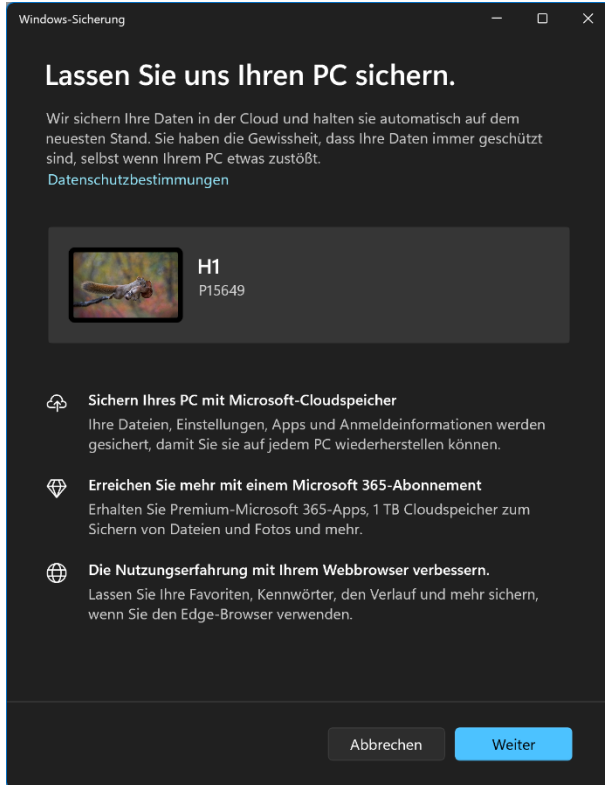 Windows-Sicherung
Lassen Sie uns Ihren PC sichern.
Wir sichern Ihre Daten in der Cloud und halten sie automatisch auf dem
neuesten Stand. Sie haben die Gewissheit, dass Ihre Daten immer geschützt
sind, selbst wenn Ihrem PC etwas zustößt.
Datenschutzbestimmungen
H1
P15649
Sichern Ihres PC mit Microsoft-Cloudspeicher
Ihre Dateien, Einstellungen, Apps und Anmeldeinformationen werden
gesichert, damit Sie sie auf jedem PC wiederherstellen können.
Erreichen Sie mehr mit einem Microsoft 365-Abonnement
Erhalten Sie Premium-Microsoft 365-Apps, 1 TB Cloudspeicher zum
Sichern von Dateien und Fotos und mehr.
Die Nutzungserfahrung mit Ihrem Webbrowser verbessern.
Lassen Sie Ihre Favoriten, Kennwörter, den Verlauf und mehr sichern,
wenn Sie den Edge-Browser verwenden.
Abbrechen
Weiter